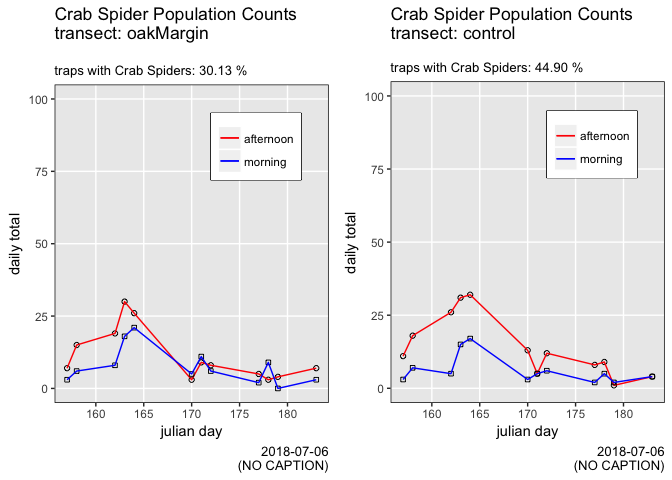 Crab Spider Population Counts
transect: oakMargin
traps with Crab Spiders: 30.13 %
100
75
50
25
0
daily total
afternoon
morning
160
165
170
175
180
julian day
2018-07-06
(NO CAPTION)
Crab Spider Population Counts
transect: control
traps with Crab Spiders: 44.90 %
100
75
50
25
0
daily total
afternoon
morning
160
165
170
175
180
julian day
2018-07-06
(NO CAPTION)